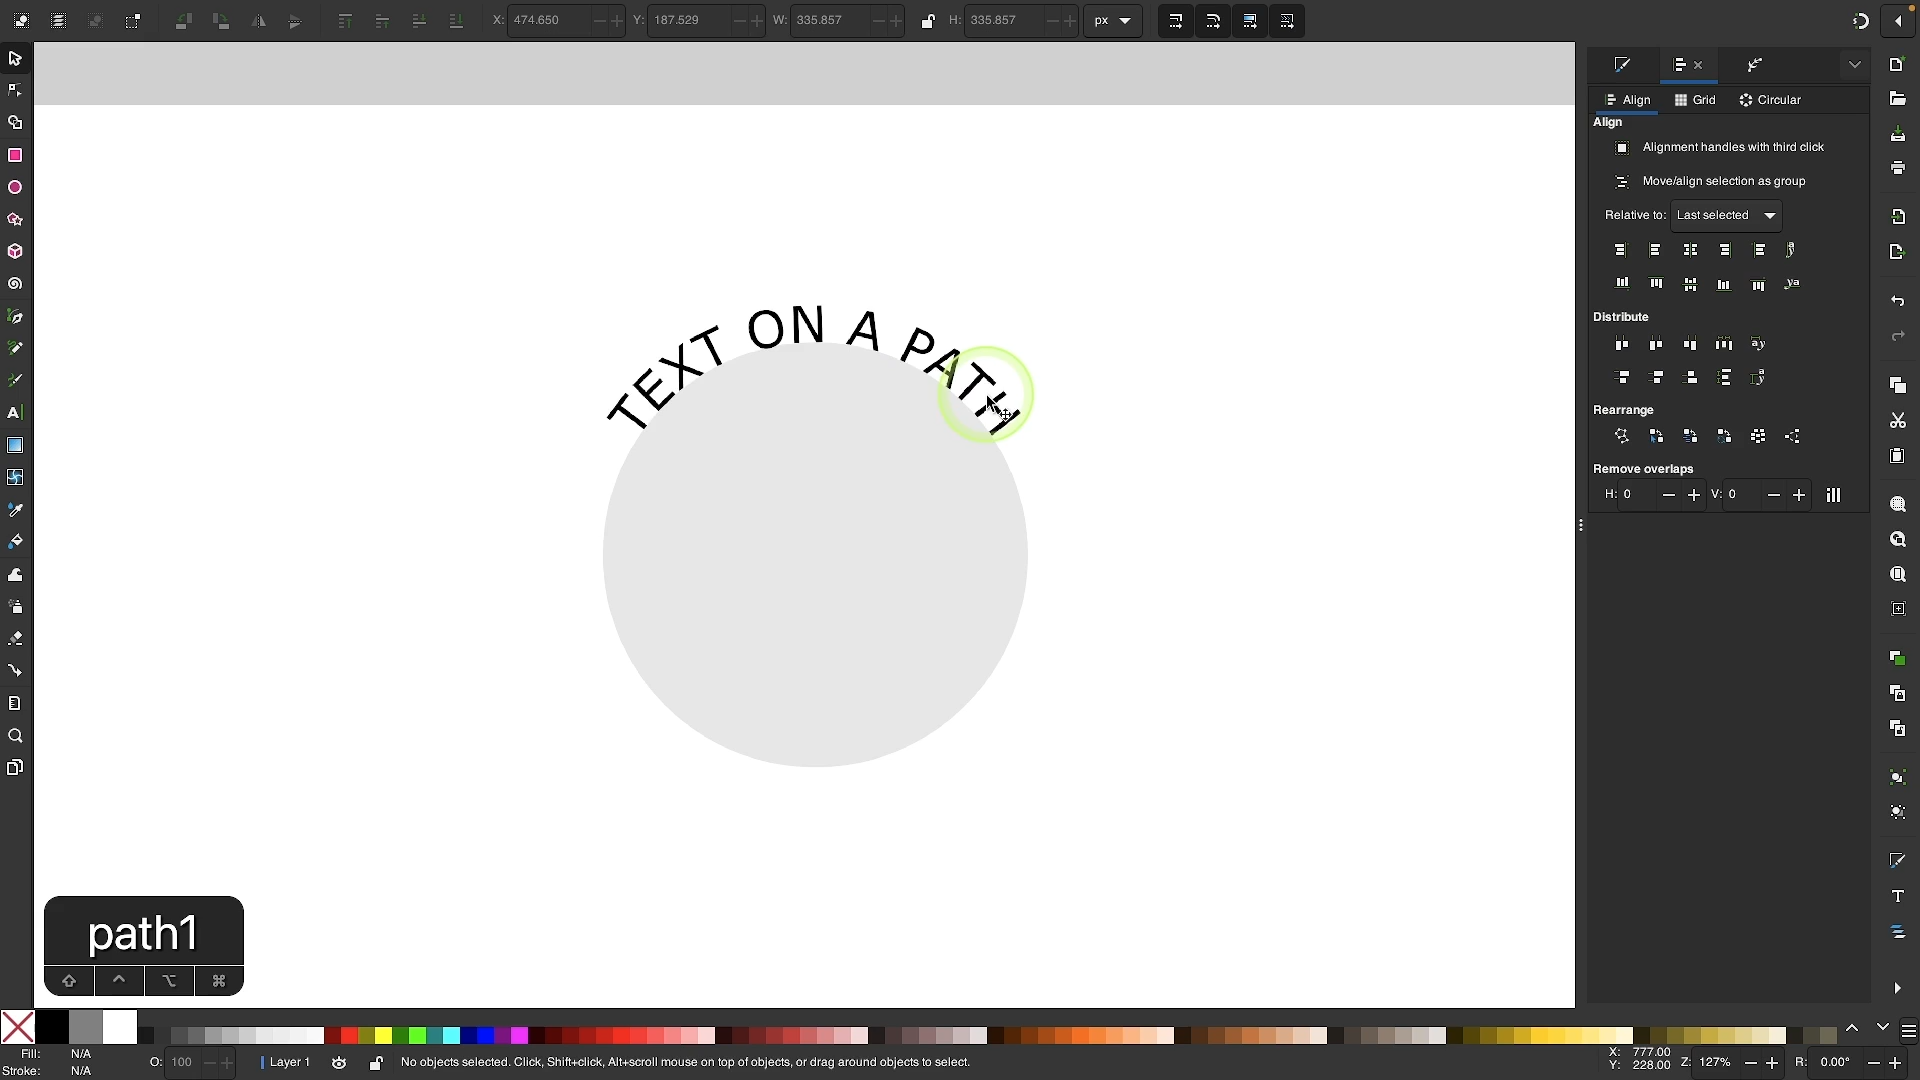 X: 474.650 Y: 187.529 W: 335.857 H: 335.857 px
Align Grid Circular
Align
Alignment handles with third click
Move/align selection as group
Relative to: Last selected
Distribute
Rearrange
Remove overlaps
H: 0 V: 0
TEXT ON A PATH
path1
Fill: N/A
Stroke: N/A
O: 100
Layer 1
No objects selected. Click, Shift+click, Alt+scroll mouse on top of objects, or drag around objects to select.
X: 777.00
Y: 228.00
Z: 127%
R: 0.00°